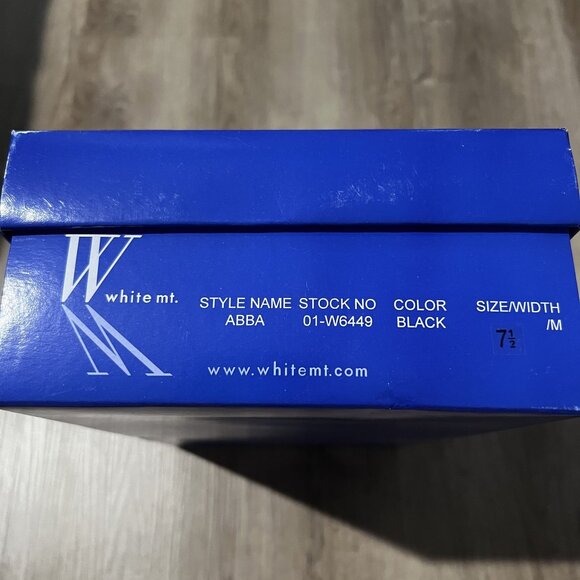 W white mt.
M
STYLE NAME STOCK NO COLOR SIZE/WIDTH
ABBA 01-W6449 BLACK /M
7½
www.whitemt.com